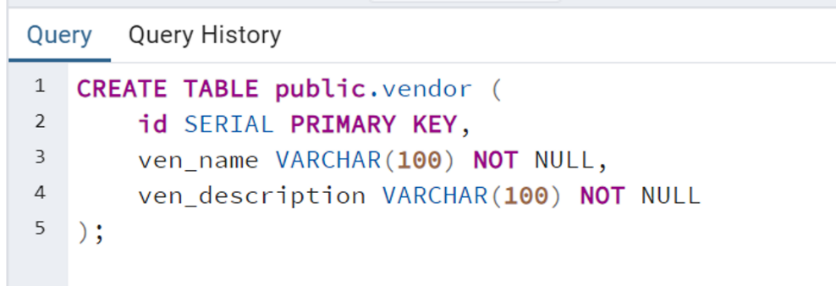 Query Query History
1 CREATE TABLE public.vendor (
2 id SERIAL PRIMARY KEY,
3 ven_name VARCHAR(100) NOT NULL,
4 ven_description VARCHAR(100) NOT NULL
5 );